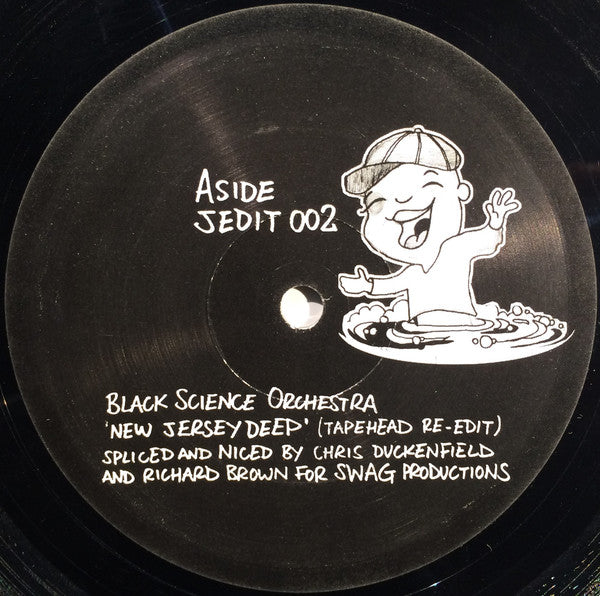 ASIDE
JEDIT 002
BLACK SCIENCE ORCHESTRA
'NEW JERSEY DEEP' (TAPEHEAD RE-EDIT)
SPLICED AND NICED BY CHRIS DUCKENFIELD
AND RICHARD BROWN FOR SWAG PRODUCTIONS